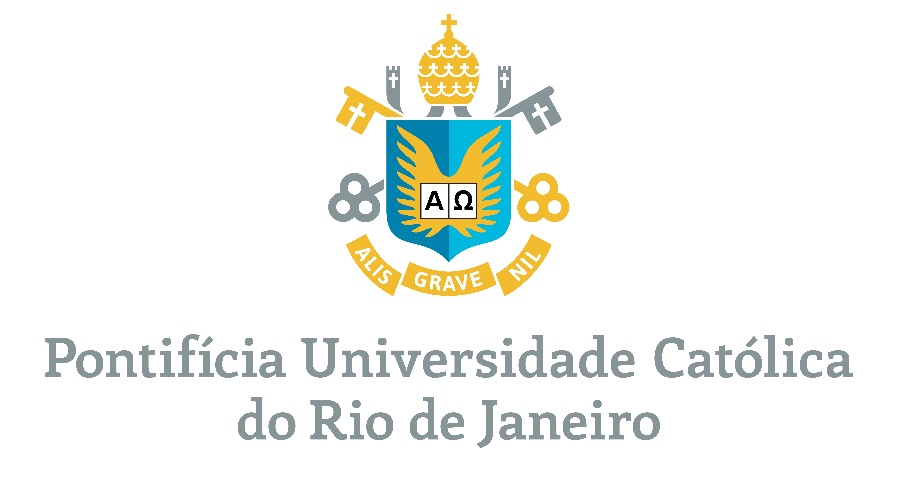 Α Ω
ALIS GRAVE NIL
Pontifícia Universidade Católica
do Rio de Janeiro